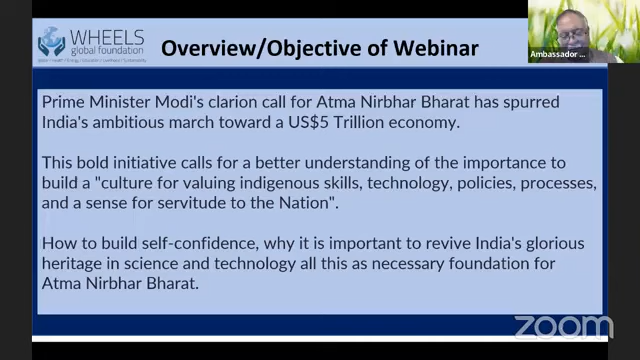 WHEELS
global foundation
Overview/Objective of Webinar
Ambassador ...
Prime Minister Modi's clarion call for Atma Nirbhar Bharat has spurred
India's ambitious march toward a US$5 Trillion economy.
This bold initiative calls for a better understanding of the importance to
build a "culture for valuing indigenous skills, technology, policies, processes,
and a sense for servitude to the Nation".
How to build self-confidence, why it is important to revive India's glorious
heritage in science and technology all this as necessary foundation for
Atma Nirbhar Bharat.
zoom